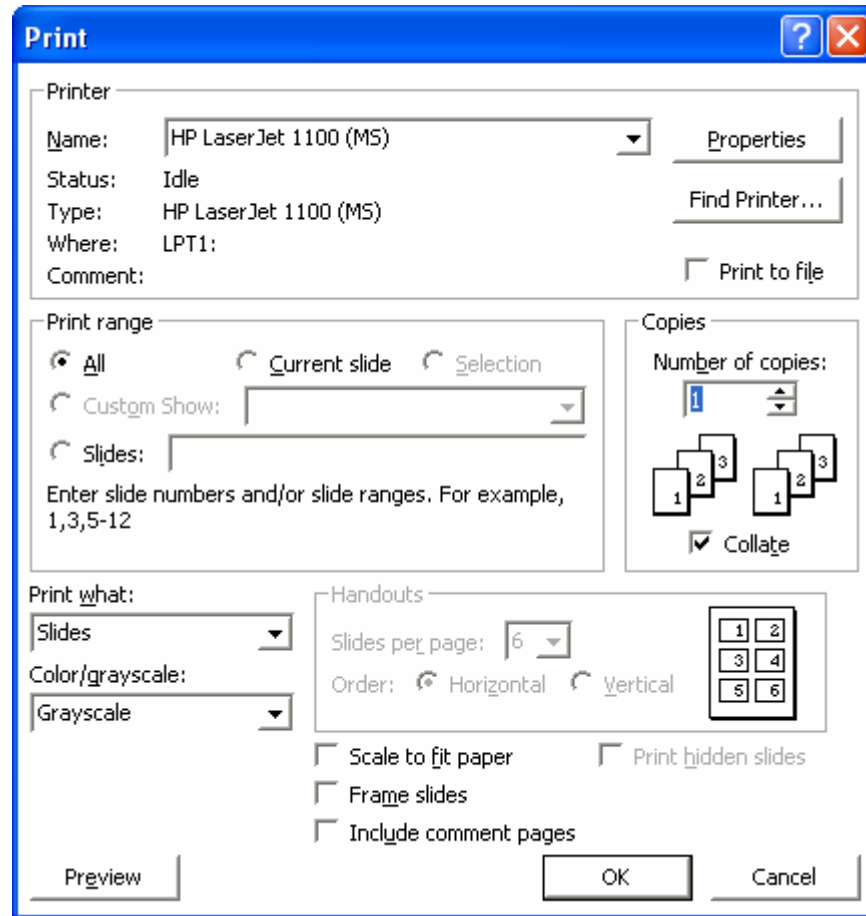 Print
Printer
Name: HP LaserJet 1100 (MS) Properties
Status: Idle
Type: HP LaserJet 1100 (MS) Find Printer...
Where: LPT1:
Comment: Print to file
Print range
All Current slide Selection
Custom Show:
Slides:
Enter slide numbers and/or slide ranges. For example,
1,3,5-12
Copies
Number of copies:
1
1 2 3 1 2 3
Collate
Print what:
Slides
Color/grayscale:
Grayscale
Handouts
Slides per page: 6
Order: Horizontal Vertical
1 2
3 4
5 6
Scale to fit paper Print hidden slides
Frame slides
Include comment pages
Preview OK Cancel